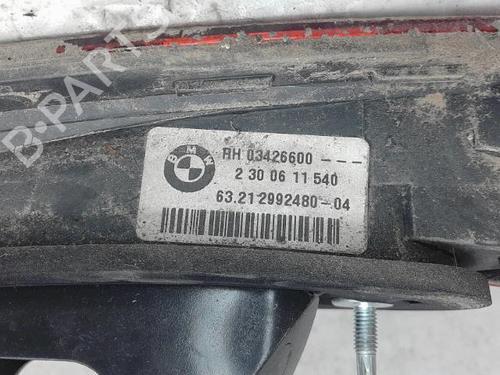 B-PARTS
BMW
RH 03426600 ---
2 30 06 11 540
63.21 2992480-04